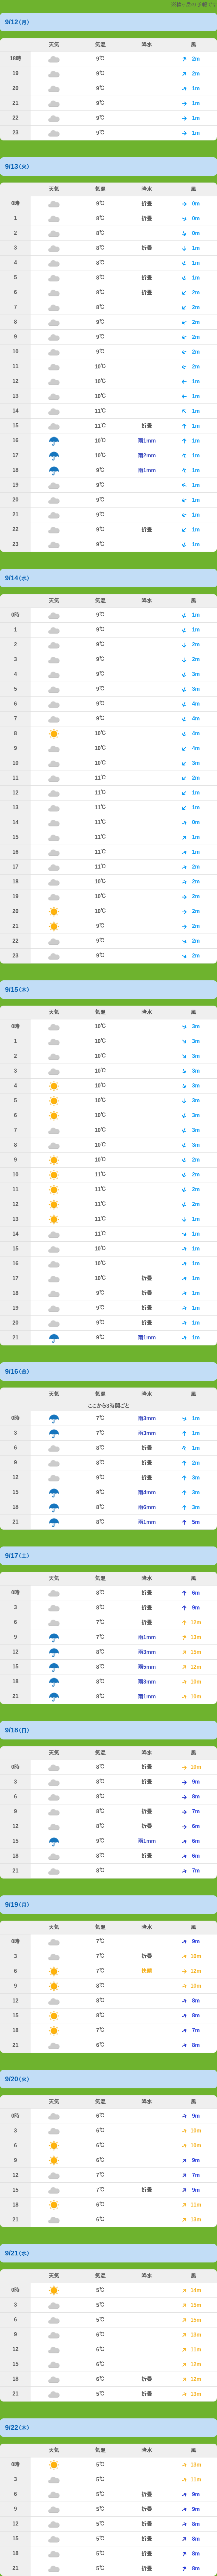 9/12(月)
天気 気温 降水 風
18時 9℃ 2m
19 9℃ 2m
20 9℃ 1m
21 9℃ 1m
22 9℃ 1m
23 9℃ 1m
9/13(火)
天気 気温 降水 風
0時 9℃ 折畳 0m
1 8℃ 折畳 0m
2 8℃ 0m
3 8℃ 折畳 1m
4 8℃ 1m
5 8℃ 折畳 1m
6 8℃ 折畳 2m
7 8℃ 2m
8 9℃ 2m
9 9℃ 2m
10 9℃ 2m
11 10℃ 2m
12 10℃ 1m
13 10℃ 1m
14 11℃ 1m
15 11℃ 折畳 1m
16 10℃ 雨1mm 1m
17 10℃ 雨2mm 1m
18 9℃ 雨1mm 1m
19 9℃ 1m
20 9℃ 1m
21 9℃ 1m
22 9℃ 折畳 1m
23 9℃ 1m
9/14(水)
天気 気温 降水 風
0時 9℃ 1m
1 9℃ 1m
2 9℃ 2m
3 9℃ 2m
4 9℃ 3m
5 9℃ 3m
6 9℃ 4m
7 9℃ 4m
8 10℃ 4m
9 10℃ 4m
10 10℃ 3m
11 11℃ 2m
12 11℃ 1m
13 11℃ 1m
14 11℃ 0m
15 11℃ 1m
16 11℃ 1m
17 11℃ 2m
18 10℃ 2m
19 10℃ 2m
20 10℃ 2m
21 9℃ 2m
22 9℃ 2m
23 9℃ 2m
9/15(木)
天気 気温 降水 風
0時 10℃ 3m
1 10℃ 3m
2 10℃ 3m
3 10℃ 3m
4 10℃ 3m
5 10℃ 3m
6 10℃ 3m
7 10℃ 3m
8 10℃ 3m
9 10℃ 2m
10 11℃ 2m
11 11℃ 2m
12 11℃ 2m
13 11℃ 1m
14 11℃ 1m
15 10℃ 1m
16 10℃ 1m
17 10℃ 折畳 1m
18 9℃ 折畳 1m
19 9℃ 折畳 1m
20 9℃ 折畳 1m
21 9℃ 雨1mm 1m
9/16(金)
天気 気温 降水 風
ここから3時間ごと
0時 7℃ 雨3mm 1m
3 7℃ 雨3mm 1m
6 8℃ 折畳 1m
9 8℃ 折畳 2m
12 9℃ 折畳 3m
15 9℃ 雨4mm 3m
18 8℃ 雨6mm 3m
21 8℃ 雨1mm 5m
9/17(土)
天気 気温 降水 風
0時 8℃ 折畳 6m
3 8℃ 折畳 9m
6 7℃ 折畳 12m
9 7℃ 雨1mm 13m
12 8℃ 雨3mm 15m
15 8℃ 雨5mm 12m
18 8℃ 雨3mm 10m
21 8℃ 雨1mm 10m
9/18(日)
天気 気温 降水 風
0時 8℃ 折畳 10m
3 8℃ 折畳 9m
6 8℃ 8m
9 8℃ 折畳 7m
12 8℃ 折畳 6m
15 9℃ 雨1mm 6m
18 8℃ 折畳 6m
21 8℃ 7m
9/19(月)
天気 気温 降水 風
0時 7℃ 9m
3 7℃ 折畳 10m
6 7℃ 快晴 12m
9 8℃ 10m
12 8℃ 8m
15 8℃ 8m
18 7℃ 7m
21 6℃ 8m
9/20(火)
天気 気温 降水 風
0時 6℃ 9m
3 6℃ 10m
6 6℃ 10m
9 6℃ 9m
12 7℃ 7m
15 7℃ 折畳 9m
18 6℃ 11m
21 6℃ 13m
9/21(水)
天気 気温 降水 風
0時 5℃ 14m
3 5℃ 15m
6 5℃ 15m
9 6℃ 13m
12 6℃ 11m
15 6℃ 12m
18 6℃ 折畳 12m
21 5℃ 折畳 13m
9/22(木)
天気 気温 降水 風
0時 5℃ 13m
3 5℃ 11m
6 5℃ 折畳 9m
9 5℃ 折畳 9m
12 5℃ 折畳 8m
15 5℃ 折畳 8m
18 5℃ 折畳 8m
21 5℃ 折畳 8m